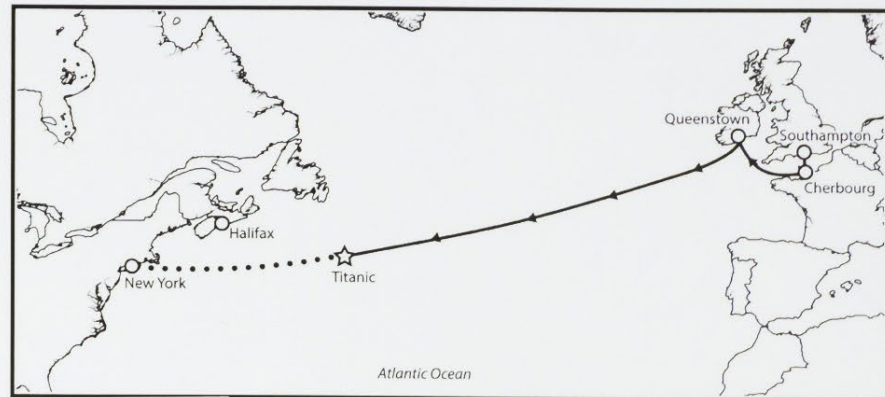 Queenstown
Southampton
Cherbourg
Halifax
New York
Titanic
Atlantic Ocean